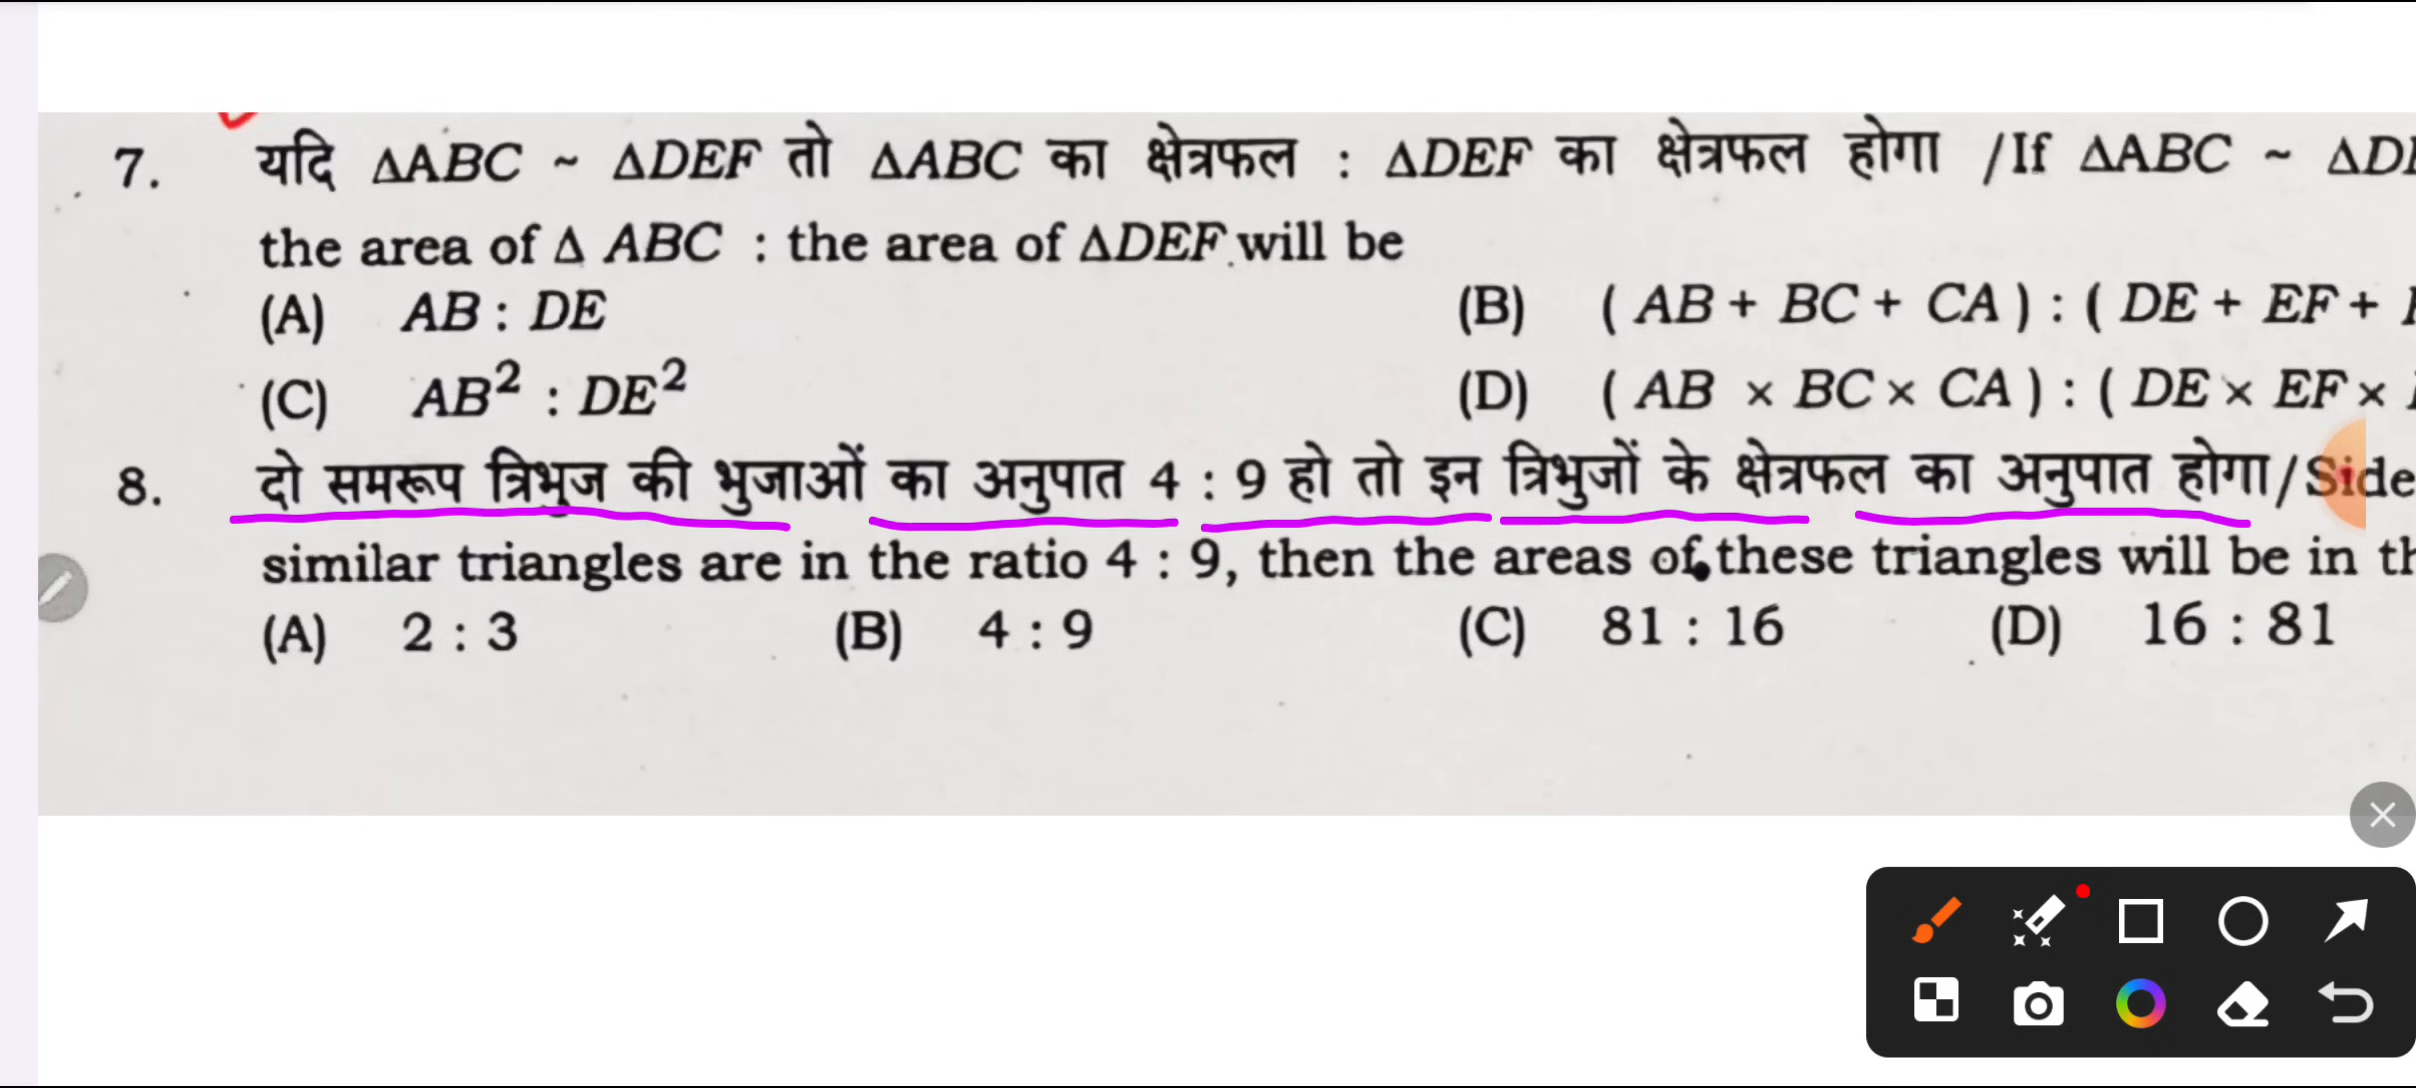 7. यदि ΔABC ~ ΔDEF तो ΔABC का क्षेत्रफल : ΔDEF का क्षेत्रफल होगा /If ΔABC ~
the area of Δ ABC : the area of ΔDEF will be
(A) AB : DE (B) ( AB + BC + CA ) : ( DE + EF +
(C) AB² : DE² (D) ( AB × BC × CA ) : ( DE × EF ×
8. दो समरूप त्रिभुज की भुजाओं का अनुपात 4 : 9 हो तो इन त्रिभुजों के क्षेत्रफल का अनुपात होगा/Side
similar triangles are in the ratio 4 : 9, then the areas of these triangles will be in
(A) 2 : 3 (B) 4 : 9 (C) 81 : 16 (D) 16 : 81